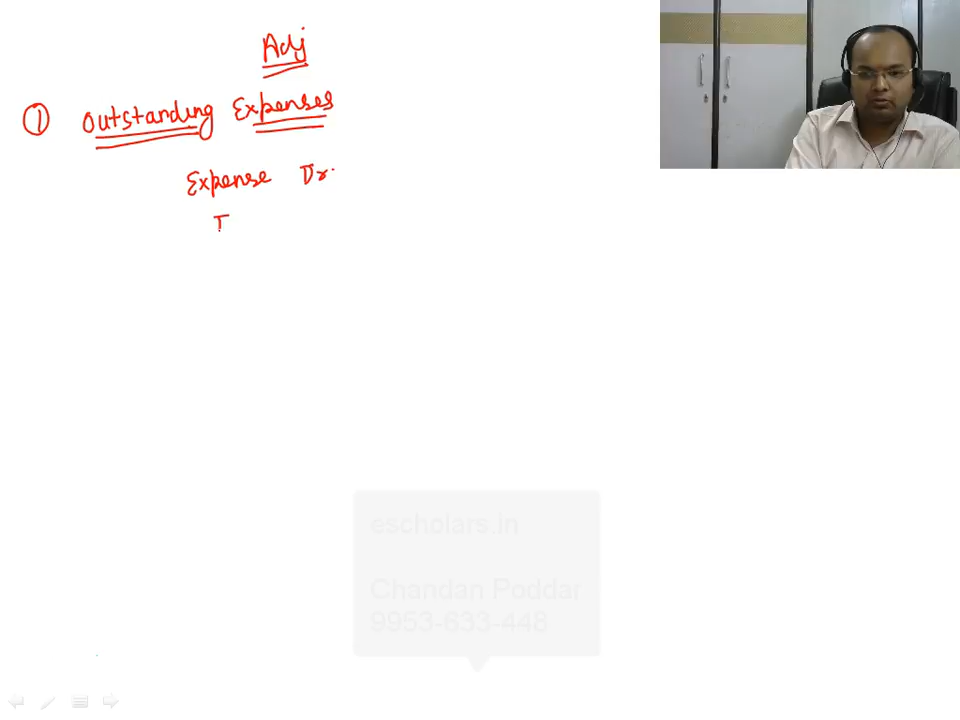 Adj
① Outstanding Expenses
Expense Dr.
T
escholars.in
Chandan Poddar
9953-633-448